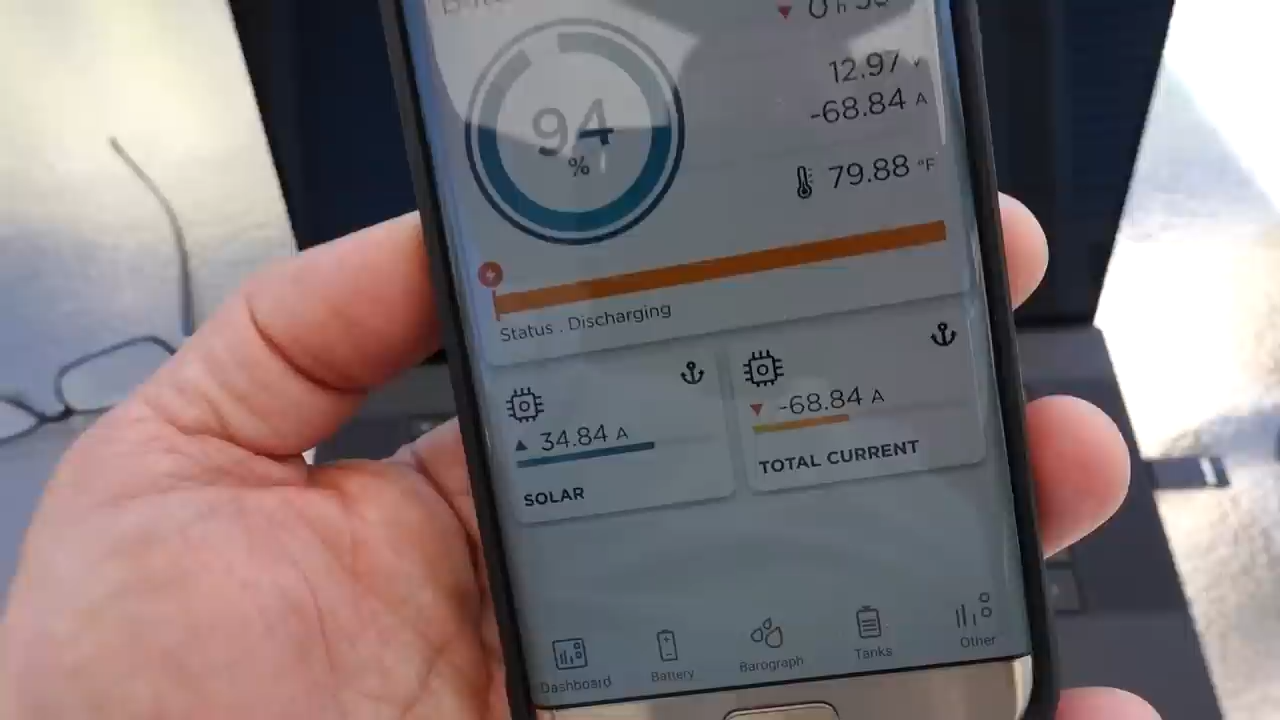 12.97 V
-68.84 A
94
%
79.88 °F
Status . Discharging
34.84 A
SOLAR
-68.84 A
TOTAL CURRENT
Dashboard
Battery
Barograph
Tanks
Other